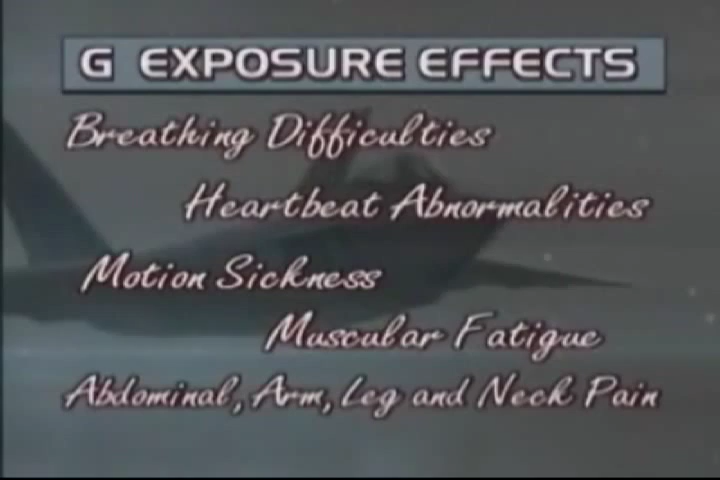 G EXPOSURE EFFECTS
Breathing Difficulties
Heartbeat Abnormalities
Motion Sickness
Muscular Fatigue
Abdominal, Arm, Leg and Neck Pain